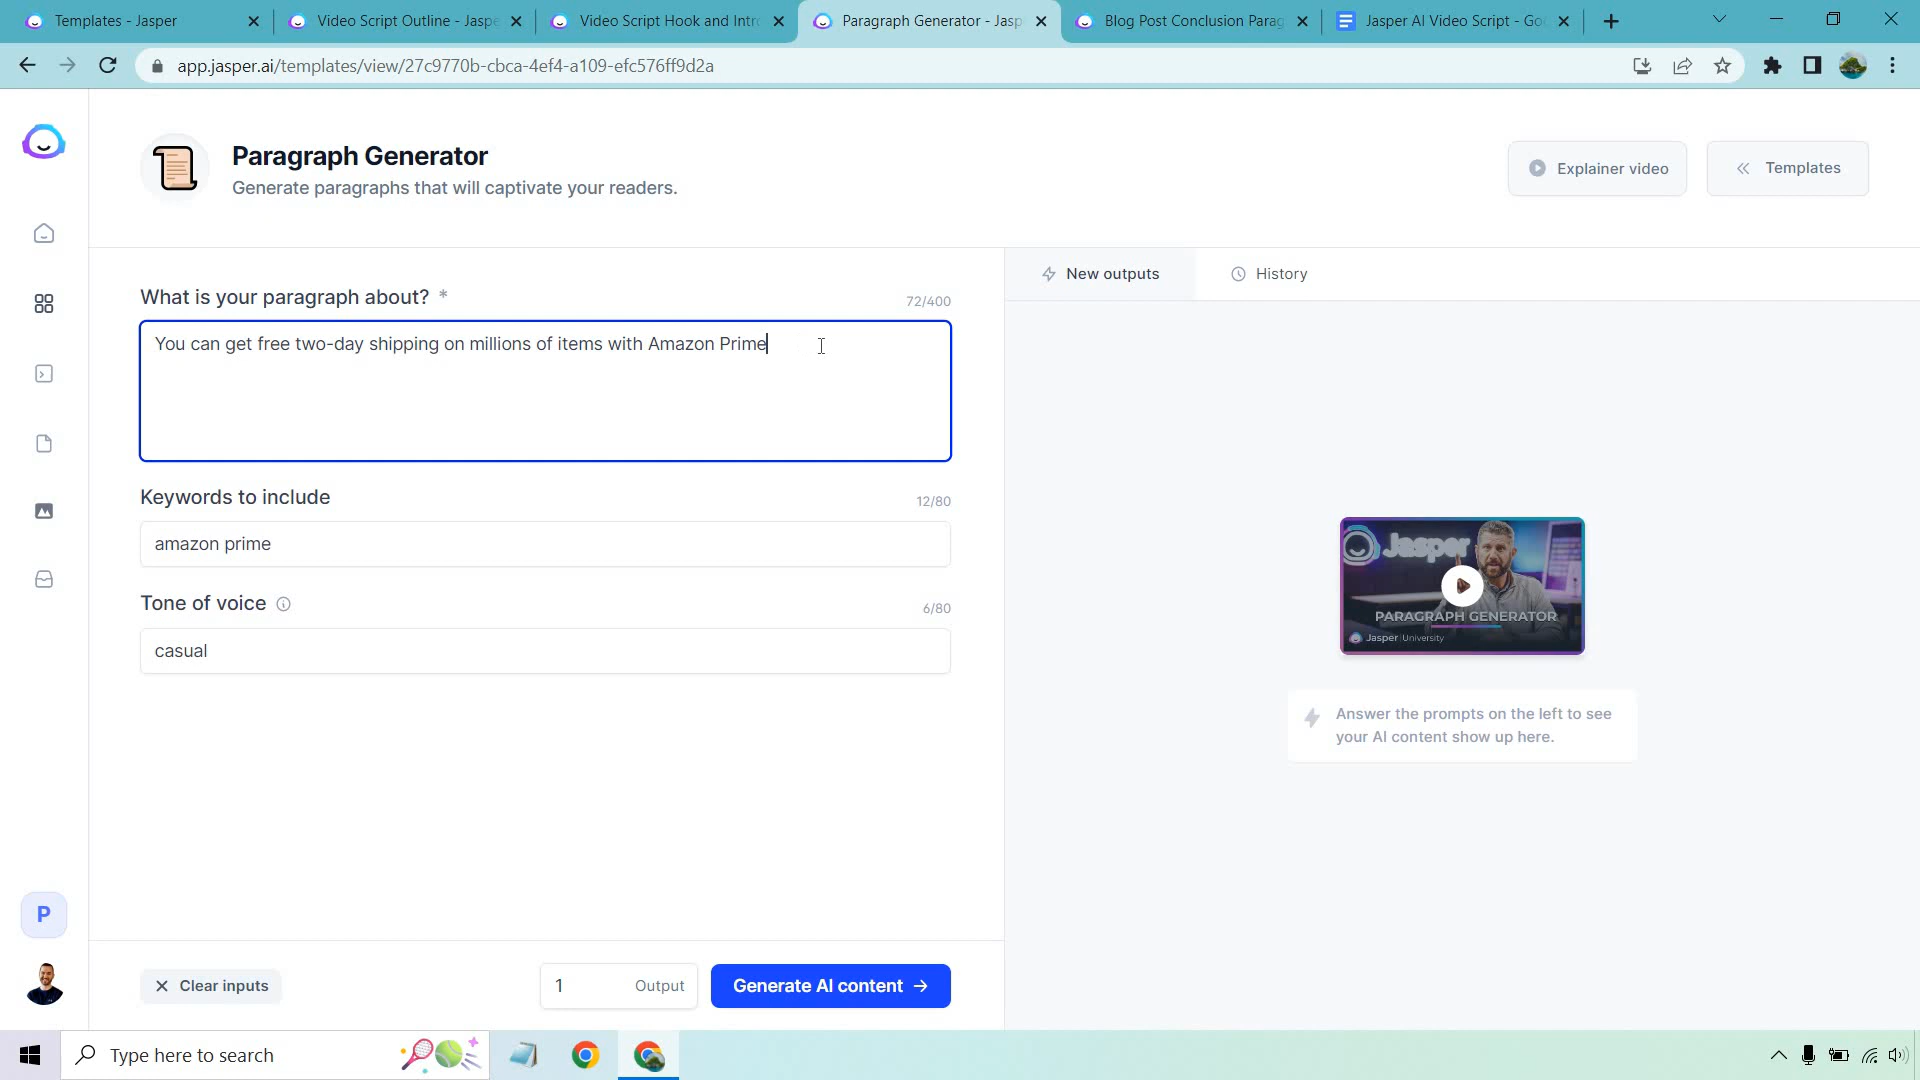 Templates - Jasper
Video Script Outline - Jaspe
Video Script Hook and Intro
Paragraph Generator - Jasp
Blog Post Conclusion Parag
Jasper AI Video Script - Goo
app.jasper.ai/templates/view/27c9770b-cbca-4ef4-a109-efc576ff9d2a
Paragraph Generator
Generate paragraphs that will captivate your readers.
Explainer video
Templates
What is your paragraph about? *
72/400
You can get free two-day shipping on millions of items with Amazon Prime
Keywords to include
12/80
amazon prime
Tone of voice
6/80
casual
Clear inputs
1 Output
Generate AI content →
New outputs
History
Jasper
PARAGRAPH GENERATOR
Jasper | University
Answer the prompts on the left to see
your AI content show up here.
P
Type here to search